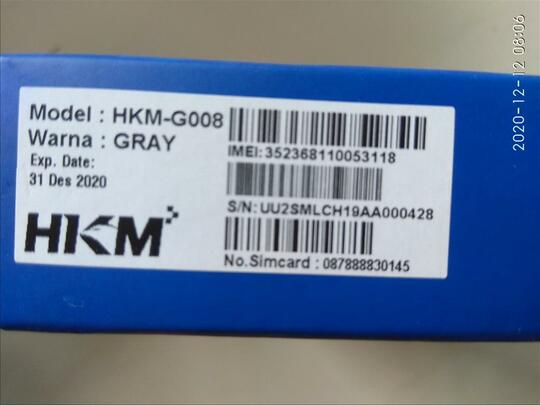 Model : HKM-G008
Warna : GRAY
Exp. Date:
31 Des 2020
HKM
IMEI:352368110053118
S/N:UU2SMLCH19AA000428
No.Simcard : 087888830145
2020-12-12 08:06